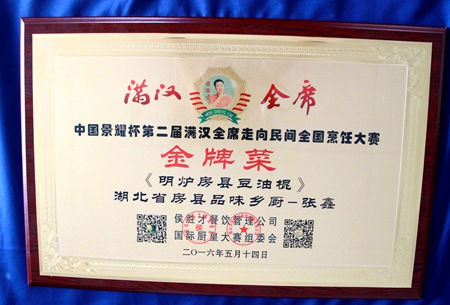 满汉全席
中国景耀杯第二届满汉全席走向民间全国烹饪大赛
金牌菜
《明炉房县豆油棍》
湖北省房县品味乡厨—张鑫
侯胜才餐饮管理公司
国际厨星大赛组委会
二〇一六年五月十四日